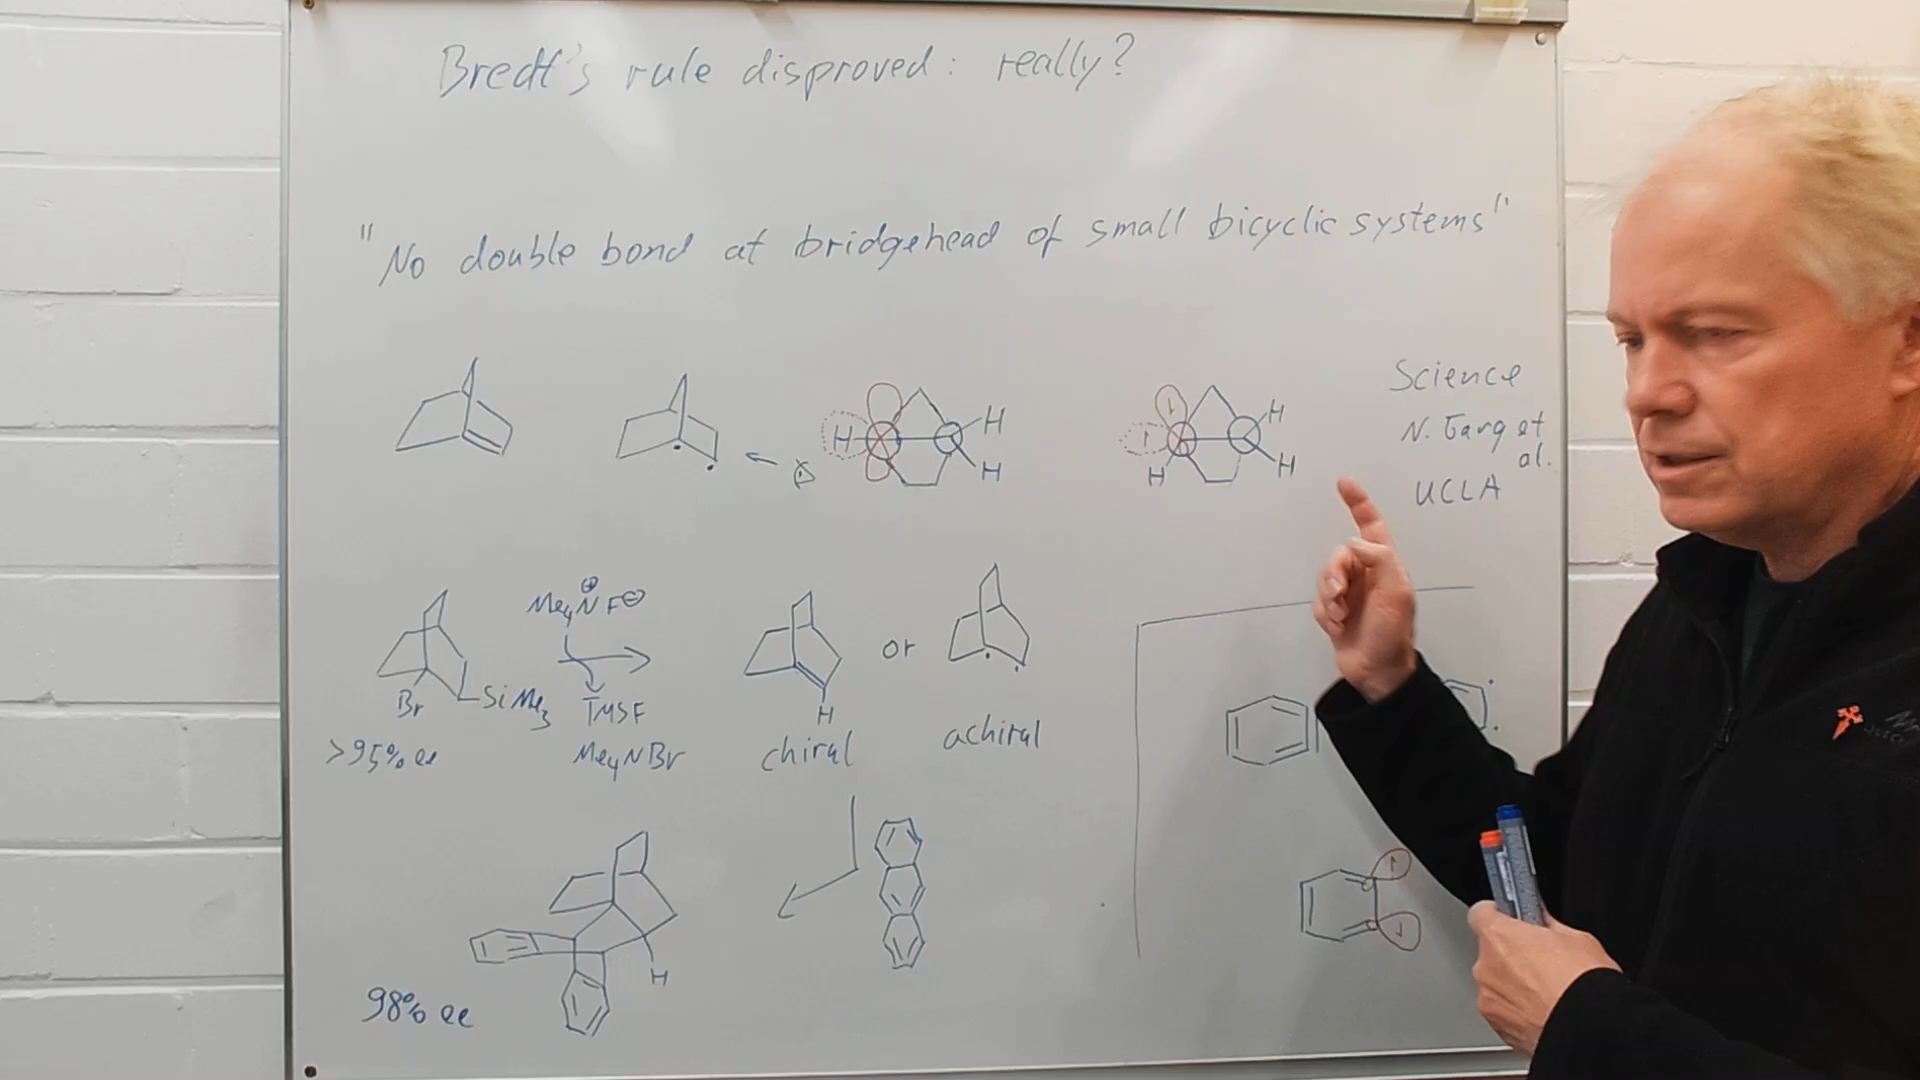 Bredt's rule disproved: really?
"No double bond at bridgehead of small bicyclic systems"
Science
N. Garg et
al.
UCLA
H
H
H
H
H
H
Me4N⊕ F⊖
Br
SiMe3
TMSF
Me4NBr
>95% ee
or
H
chiral
achiral
H
98% ee